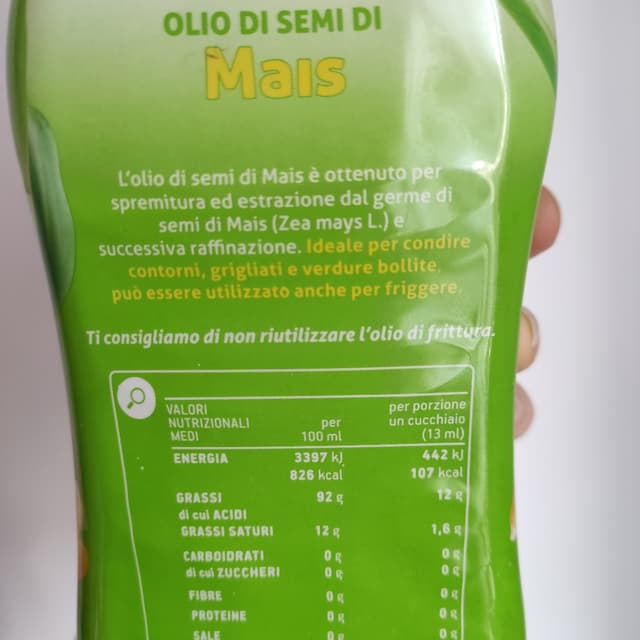 OLIO DI SEMI DI
Mais
L'olio di semi di Mais è ottenuto per
spremitura ed estrazione dal germe di
semi di Mais (Zea mays L.) e
successiva raffinazione. Ideale per condire
contorni, grigliati e verdure bollite,
può essere utilizzato anche per friggere.
Ti consigliamo di non riutilizzare l'olio di frittura.
VALORI NUTRIZIONALI MEDI per 100 ml per porzione un cucchiaio (13 ml)
ENERGIA 3397 kJ 442 kJ
826 kcal 107 kcal
GRASSI 92 g 12 g
di cui ACIDI
GRASSI SATURI 12 g 1,6 g
CARBOIDRATI 0 g 0 g
di cui ZUCCHERI 0 g 0 g
FIBRE 0 g 0 g
PROTEINE 0 g 0 g
SALE 0 g 0 g